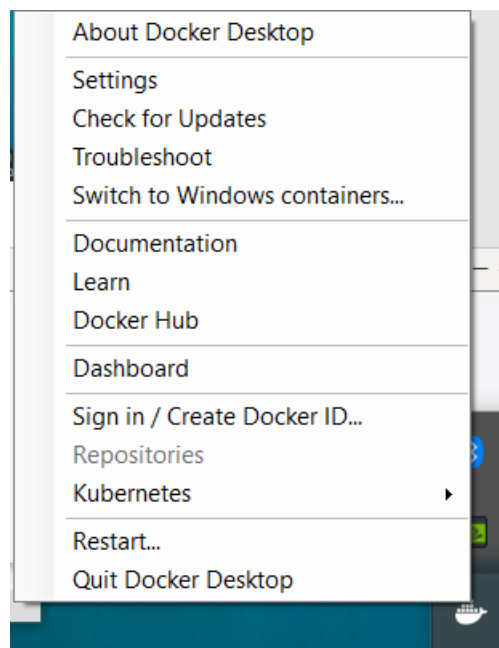 About Docker Desktop
Settings
Check for Updates
Troubleshoot
Switch to Windows containers...
Documentation
Learn
Docker Hub
Dashboard
Sign in / Create Docker ID...
Repositories
Kubernetes
Restart...
Quit Docker Desktop